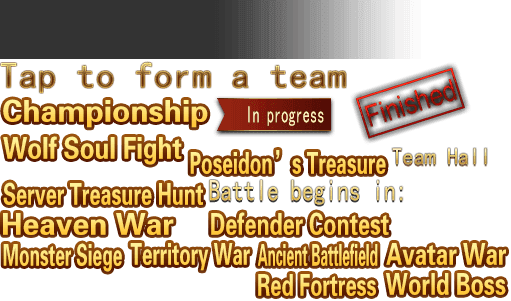 Tap to form a team
Championship
In progress
Finished
Wolf Soul Fight
Poseidon's Treasure
Team Hall
Server Treasure Hunt
Battle begins in:
Heaven War
Defender Contest
Monster Siege
Territory War
Ancient Battlefield
Avatar War
Red Fortress
World Boss